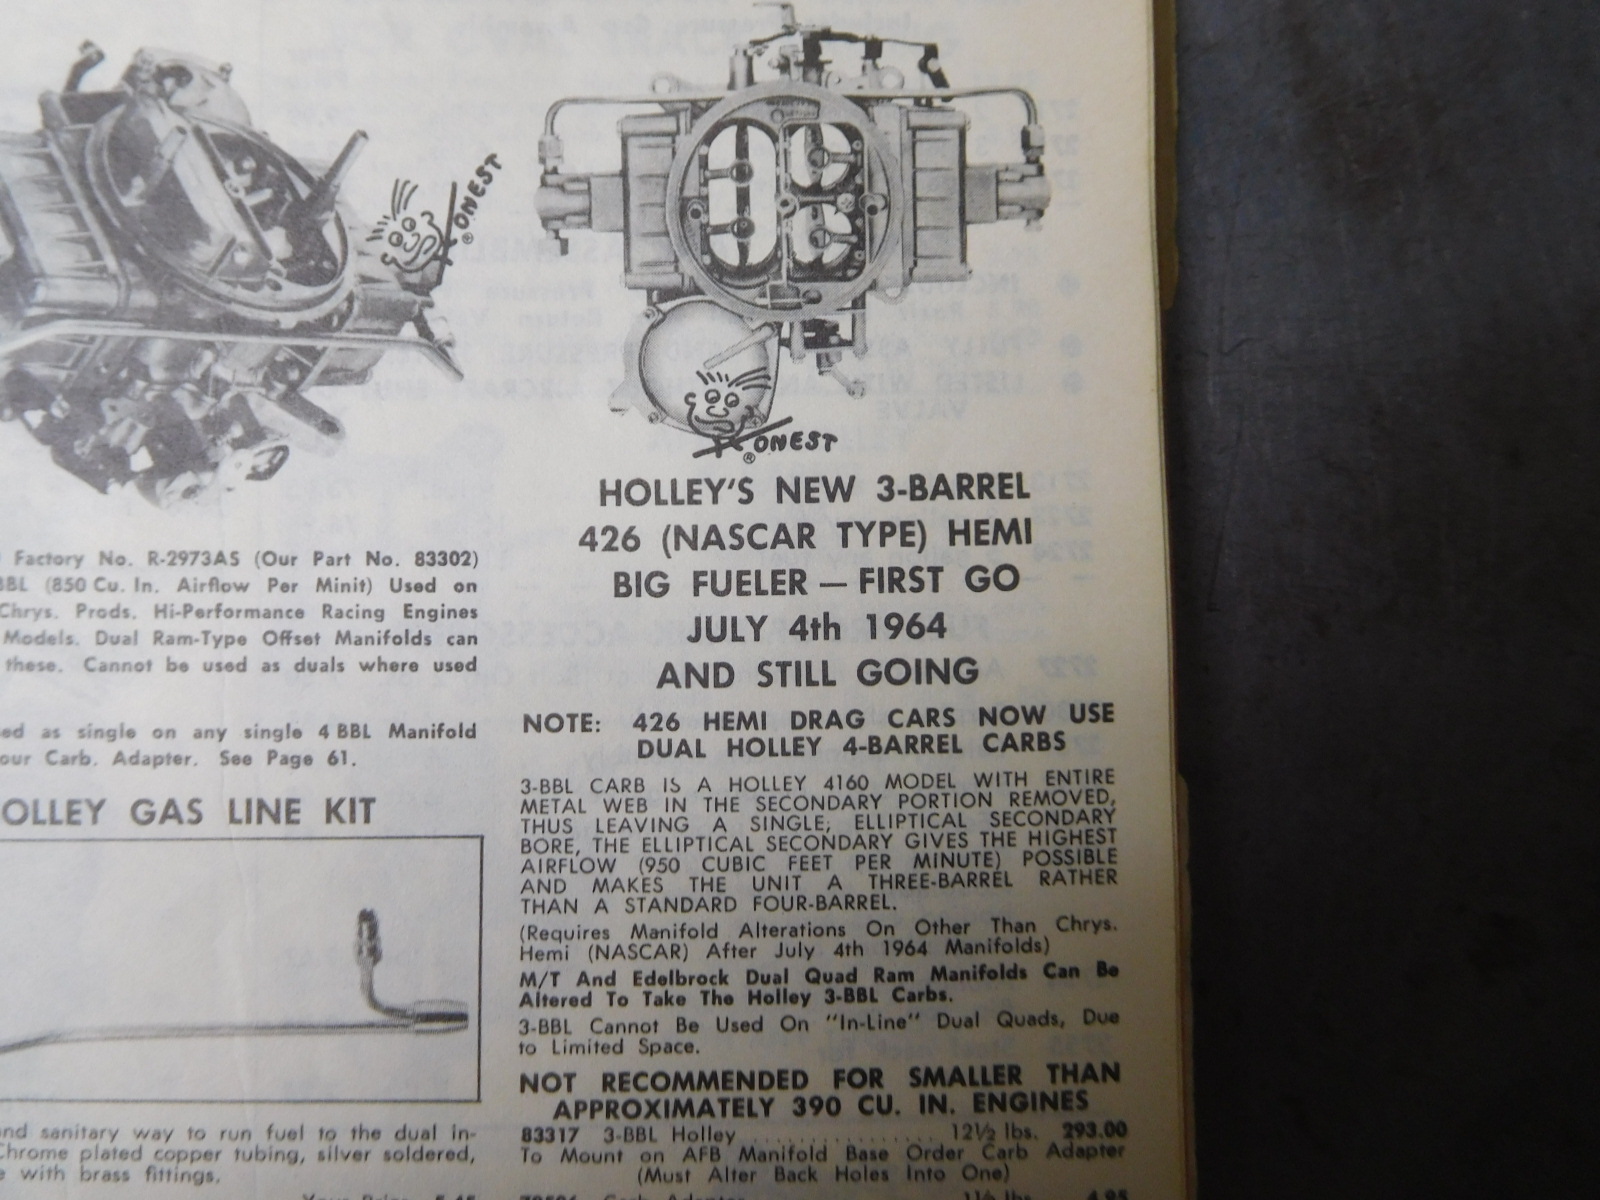 ONEST
®
Factory No. R-2973AS (Our Part No. 83302)
BBL (850 Cu. In. Airflow Per Minit) Used on
Chrys. Prods. Hi-Performance Racing Engines
Models. Dual Ram-Type Offset Manifolds can
these. Cannot be used as duals where used
ed as single on any single 4 BBL Manifold
our Carb. Adapter. See Page 61.
OLLEY GAS LINE KIT
nd sanitary way to run fuel to the dual in-
Chrome plated copper tubing, silver soldered,
with brass fittings.
ONEST
®
HOLLEY'S NEW 3-BARREL
426 (NASCAR TYPE) HEMI
BIG FUELER — FIRST GO
JULY 4th 1964
AND STILL GOING
NOTE: 426 HEMI DRAG CARS NOW USE
DUAL HOLLEY 4-BARREL CARBS
3-BBL CARB IS A HOLLEY 4160 MODEL WITH ENTIRE
METAL WEB IN THE SECONDARY PORTION REMOVED,
THUS LEAVING A SINGLE; ELLIPTICAL SECONDARY
BORE, THE ELLIPTICAL SECONDARY GIVES THE HIGHEST
AIRFLOW (950 CUBIC FEET PER MINUTE) POSSIBLE
AND MAKES THE UNIT A THREE-BARREL RATHER
THAN A STANDARD FOUR-BARREL.
(Requires Manifold Alterations On Other Than Chrys.
Hemi (NASCAR) After July 4th 1964 Manifolds)
M/T And Edelbrock Dual Quad Ram Manifolds Can Be
Altered To Take The Holley 3-BBL Carbs.
3-BBL Cannot Be Used On "In-Line" Dual Quads, Due
to Limited Space.
NOT RECOMMENDED FOR SMALLER THAN
APPROXIMATELY 390 CU. IN. ENGINES
83317 3-BBL Holley ................ 12½ lbs. 293.00
To Mount on AFB Manifold Base Order Carb Adapter
(Must Alter Back Holes Into One)